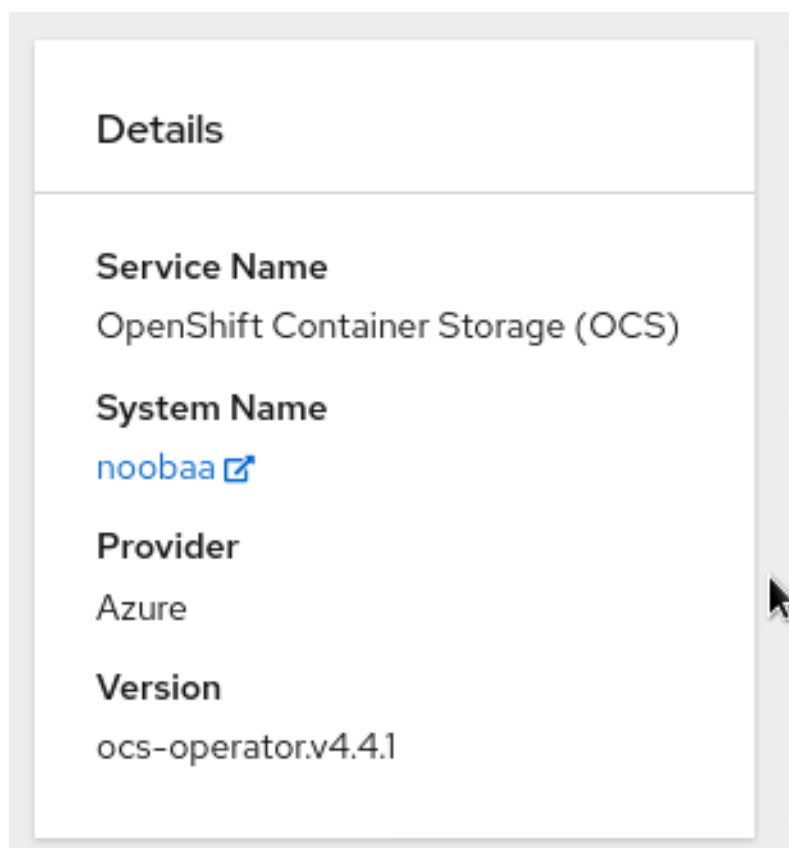 Details
Service Name
OpenShift Container Storage (OCS)
System Name
noobaa
Provider
Azure
Version
ocs-operator.v4.4.1